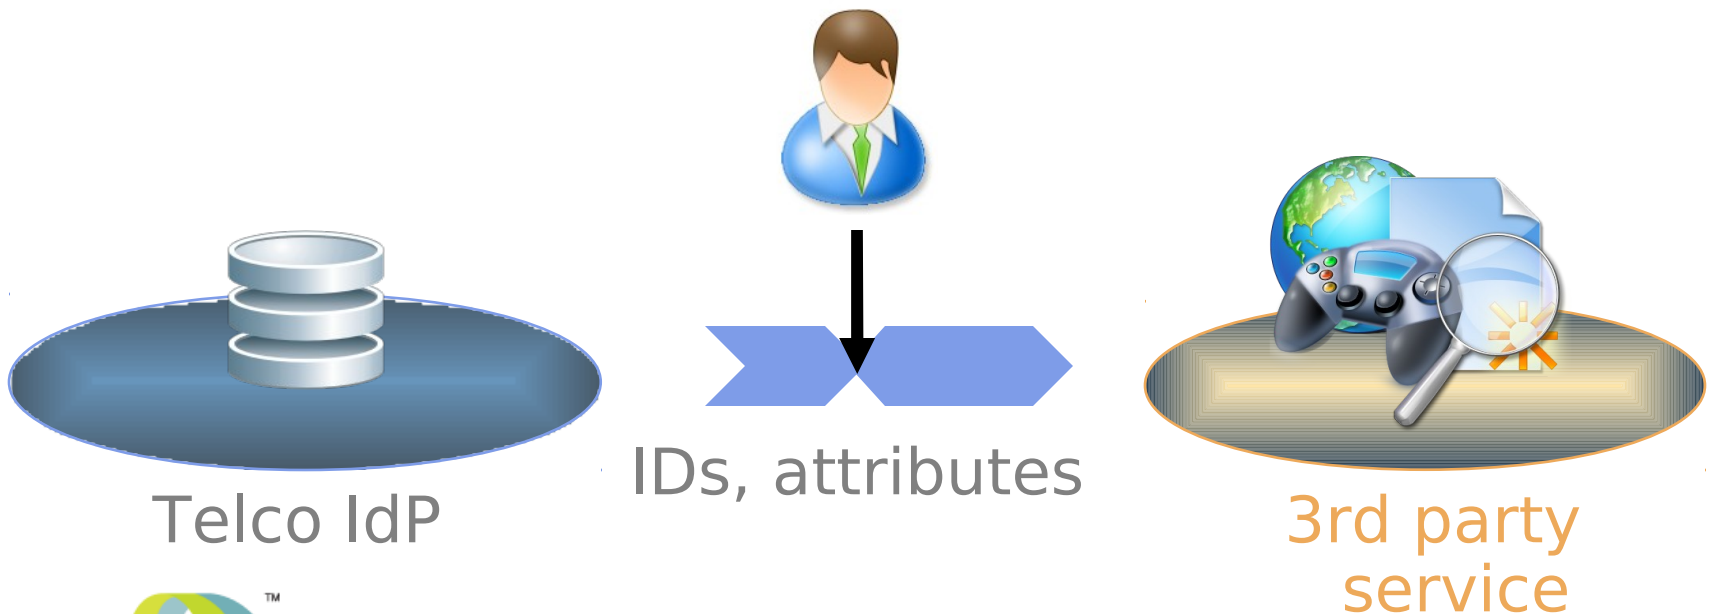 IDs, attributes
Telco IdP
3rd party
service
TM